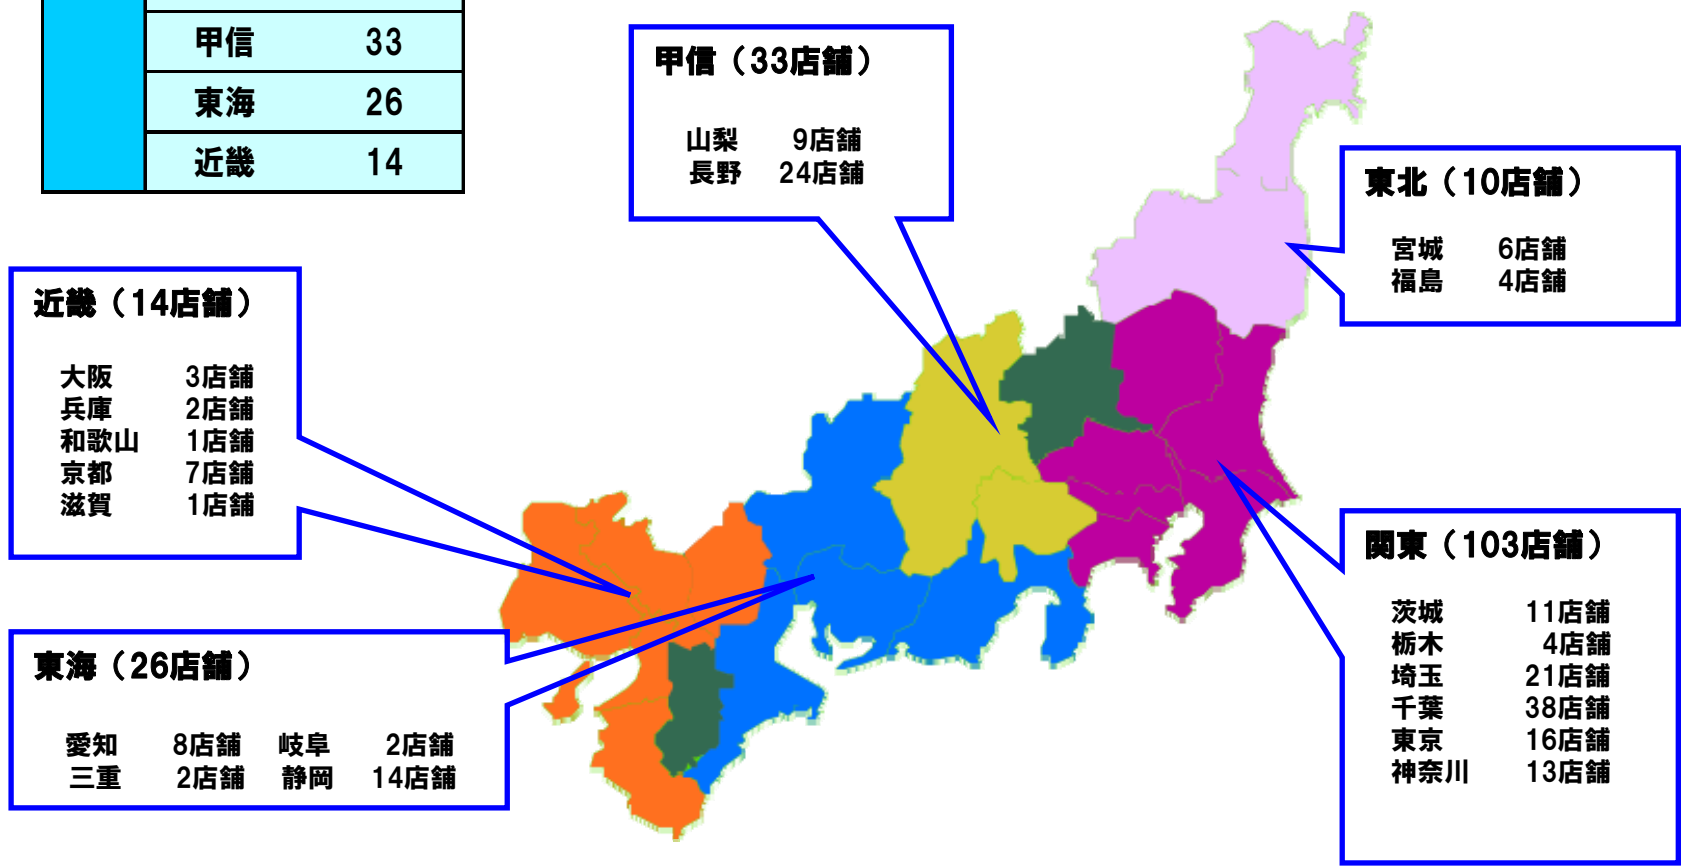 甲信 33
東海 26
近畿 14
甲信（33店舗）
山梨 9店舗
長野 24店舗
東北（10店舗）
宮城 6店舗
福島 4店舗
近畿（14店舗）
大阪 3店舗
兵庫 2店舗
和歌山 1店舗
京都 7店舗
滋賀 1店舗
東海（26店舗）
愛知 8店舗 岐阜 2店舗
三重 2店舗 静岡 14店舗
関東（103店舗）
茨城 11店舗
栃木 4店舗
埼玉 21店舗
千葉 38店舗
東京 16店舗
神奈川 13店舗